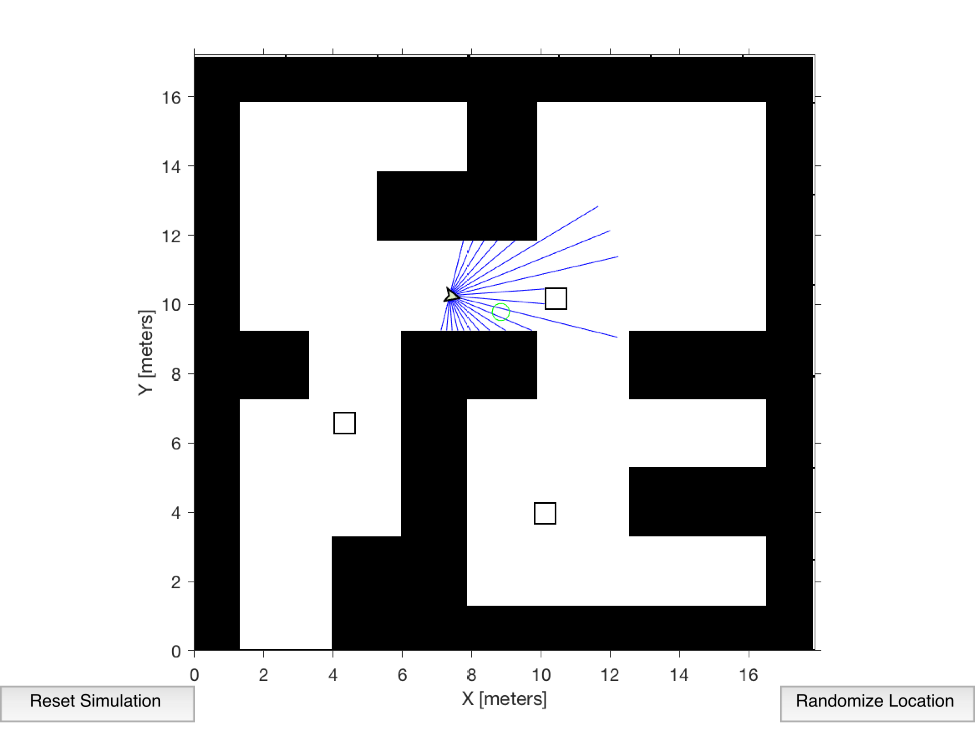 16
14
12
10
8
6
4
2
0
Y [meters]
0 2 4 6 8 10 12 14 16
X [meters]
Reset Simulation
Randomize Location